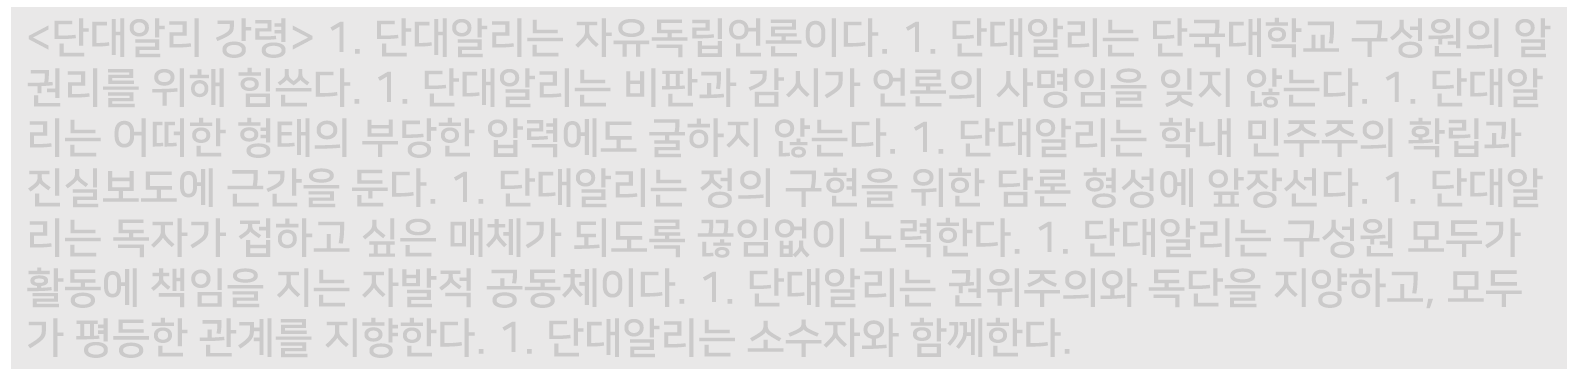 <단대알리 강령> 1. 단대알리는 자유독립언론이다. 1. 단대알리는 단국대학교 구성원의 알
권리를 위해 힘쓴다. 1. 단대알리는 비판과 감시가 언론의 사명임을 잊지 않는다. 1. 단대알
리는 어떠한 형태의 부당한 압력에도 굴하지 않는다. 1. 단대알리는 학내 민주주의 확립과
진실보도에 근간을 둔다. 1. 단대알리는 정의 구현을 위한 담론 형성에 앞장선다. 1. 단대알
리는 독자가 접하고 싶은 매체가 되도록 끊임없이 노력한다. 1. 단대알리는 구성원 모두가
활동에 책임을 지는 자발적 공동체이다. 1. 단대알리는 권위주의와 독단을 지양하고, 모두
가 평등한 관계를 지향한다. 1. 단대알리는 소수자와 함께한다.